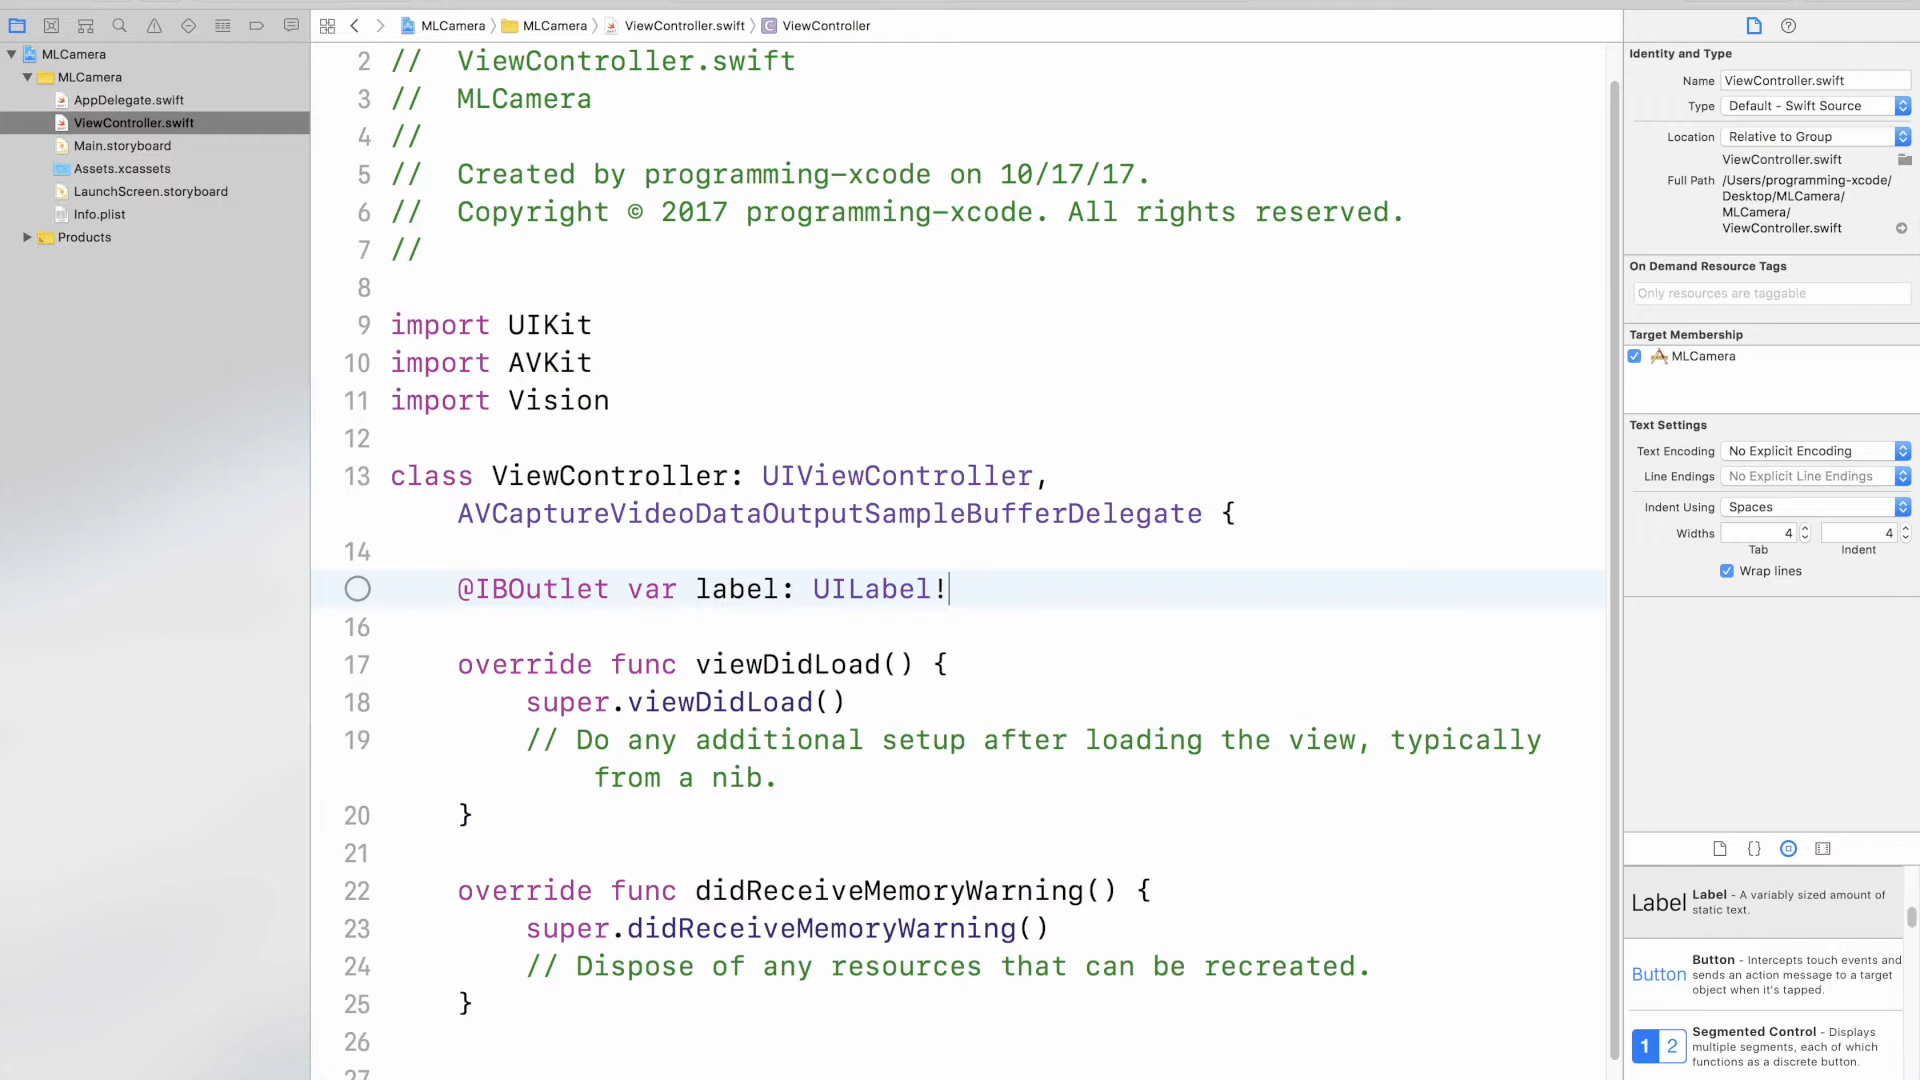 MLCamera
MLCamera
AppDelegate.swift
ViewController.swift
Main.storyboard
Assets.xcassets
LaunchScreen.storyboard
Info.plist
Products
MLCamera
MLCamera
ViewController.swift
C
ViewController
2 //  ViewController.swift
3 //  MLCamera
4 //
5 //  Created by programming-xcode on 10/17/17.
6 //  Copyright © 2017 programming-xcode. All rights reserved.
7 //
8
9 import UIKit
10 import AVKit
11 import Vision
12
13 class ViewController: UIViewController,
AVCaptureVideoDataOutputSampleBufferDelegate {
14
@IBOutlet var label: UILabel!
16
17 override func viewDidLoad() {
18 super.viewDidLoad()
19 // Do any additional setup after loading the view, typically
from a nib.
20 }
21
22 override func didReceiveMemoryWarning() {
23 super.didReceiveMemoryWarning()
24 // Dispose of any resources that can be recreated.
25 }
26
27
Identity and Type
Name ViewController.swift
Type Default - Swift Source
Location Relative to Group
ViewController.swift
Full Path /Users/programming-xcode/
Desktop/MLCamera/
MLCamera/
ViewController.swift
On Demand Resource Tags
Only resources are taggable
Target Membership
MLCamera
Text Settings
Text Encoding No Explicit Encoding
Line Endings No Explicit Line Endings
Indent Using Spaces
Widths 4 4
Tab Indent
Wrap lines
{}
Label Label - A variably sized amount of
static text.
Button - Intercepts touch events and
Button sends an action message to a target
object when it's tapped.
Segmented Control - Displays
1 2 multiple segments, each of which
functions as a discrete button.